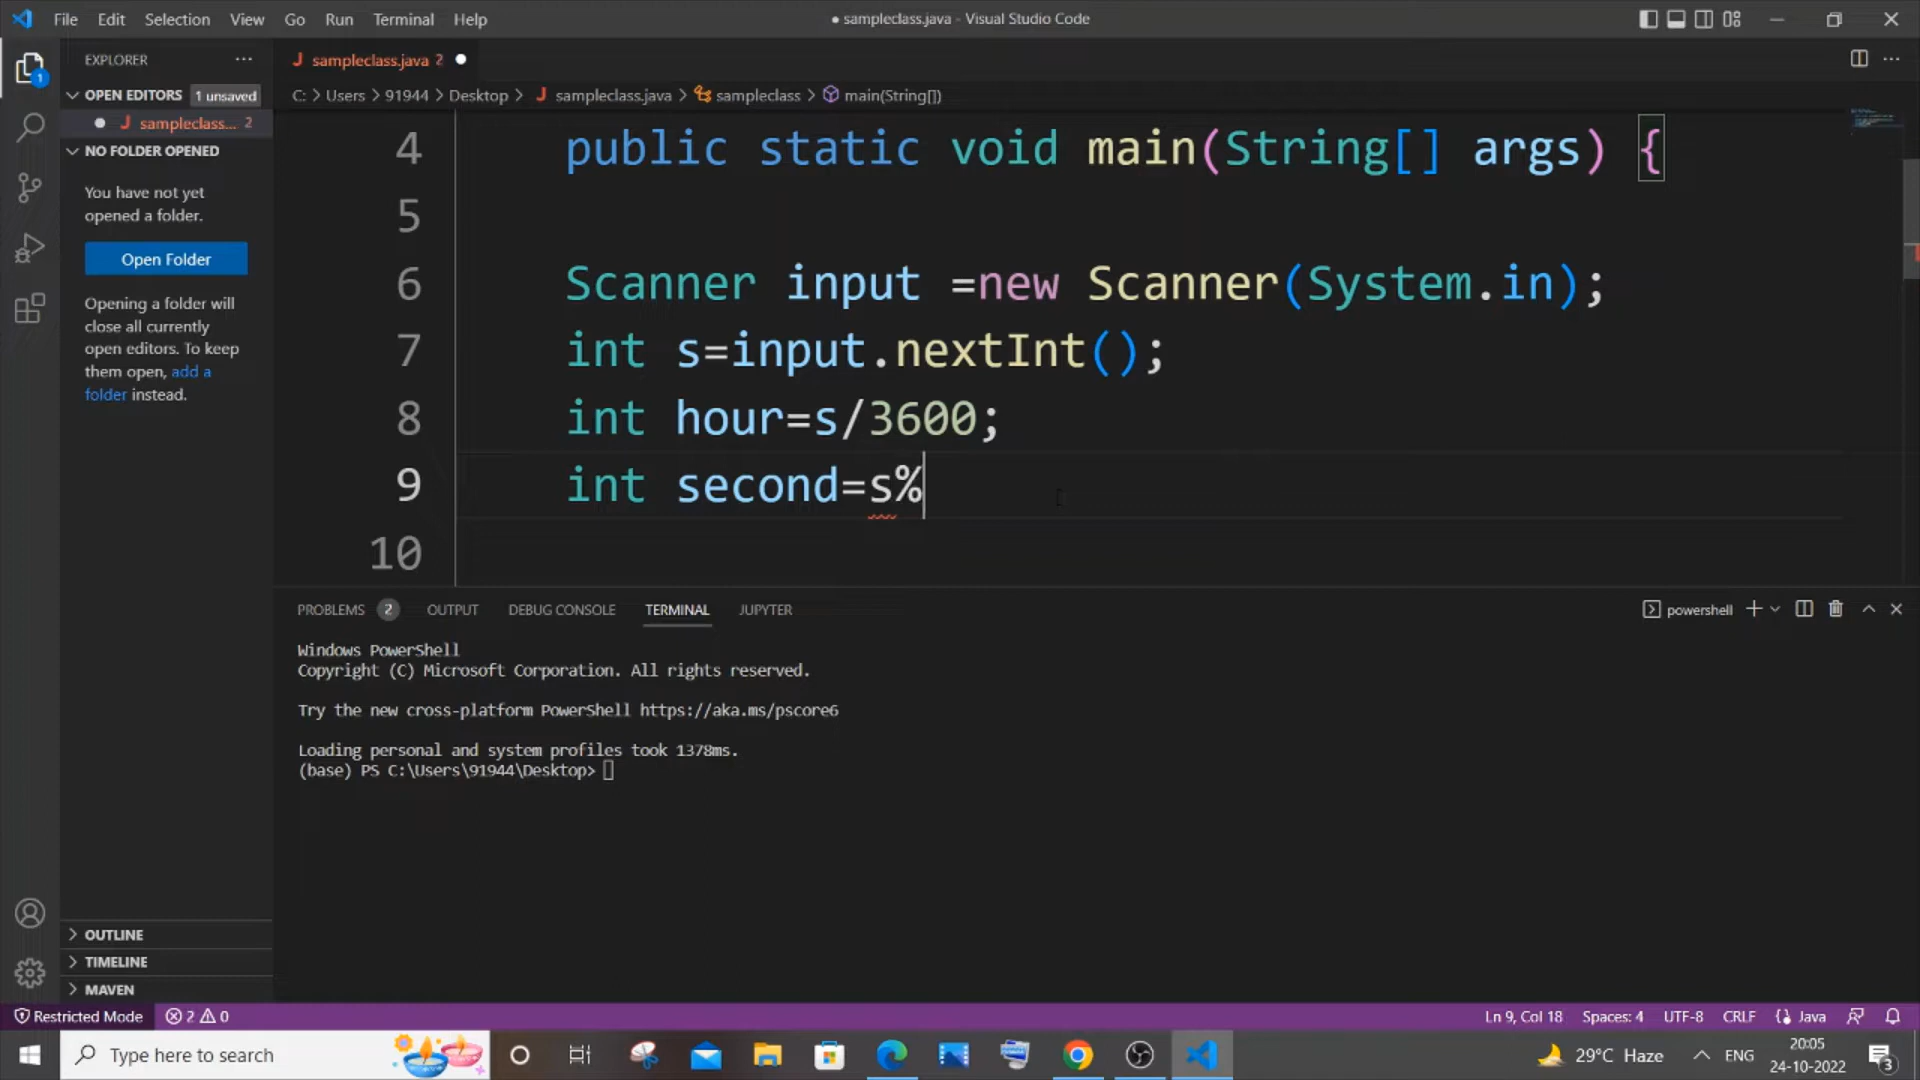 File Edit Selection View Go Run Terminal Help
● sampleclass.java - Visual Studio Code
EXPLORER
J sampleclass.java 2
OPEN EDITORS 1 unsaved
J sampleclass... 2
NO FOLDER OPENED
You have not yet
opened a folder.
Open Folder
Opening a folder will
close all currently
open editors. To keep
them open, add a
folder instead.
OUTLINE
TIMELINE
MAVEN
C: > Users > 91944 > Desktop > J sampleclass.java > sampleclass > main(String[])
4 public static void main(String[] args) {
5
6 Scanner input =new Scanner(System.in);
7 int s=input.nextInt();
8 int hour=s/3600;
9 int second=s%
10
PROBLEMS 2 OUTPUT DEBUG CONSOLE TERMINAL JUPYTER
powershell
Windows PowerShell
Copyright (C) Microsoft Corporation. All rights reserved.
Try the new cross-platform PowerShell https://aka.ms/pscore6
Loading personal and system profiles took 1378ms.
(base) PS C:\Users\91944\Desktop>
Restricted Mode 2 0
Ln 9, Col 18 Spaces: 4 UTF-8 CRLF Java
Type here to search
29°C Haze ENG
20:05
24-10-2022
3
1